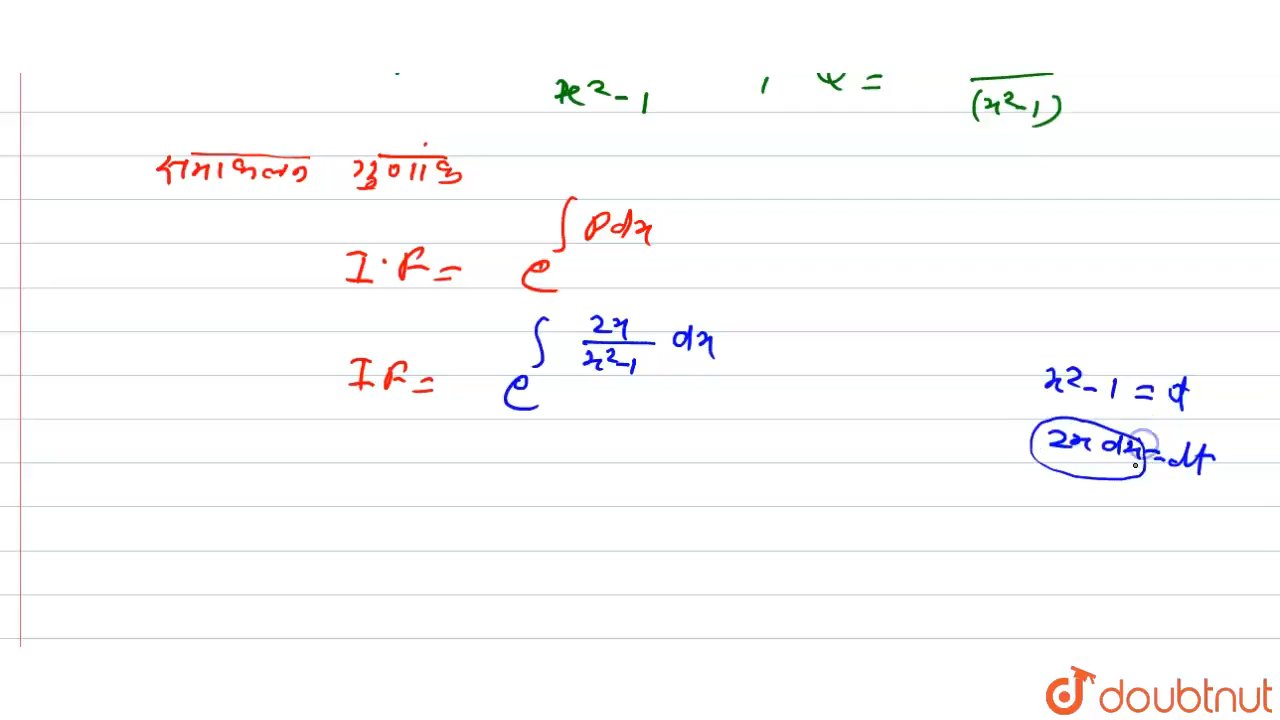 x²-1 , Q = (x²-1)
समाकलन गुणांक
I.F = e^∫Pdx
IF = e^∫ 2x/x²-1 dx
x²-1 = t
2x dx = dt
doubtnut